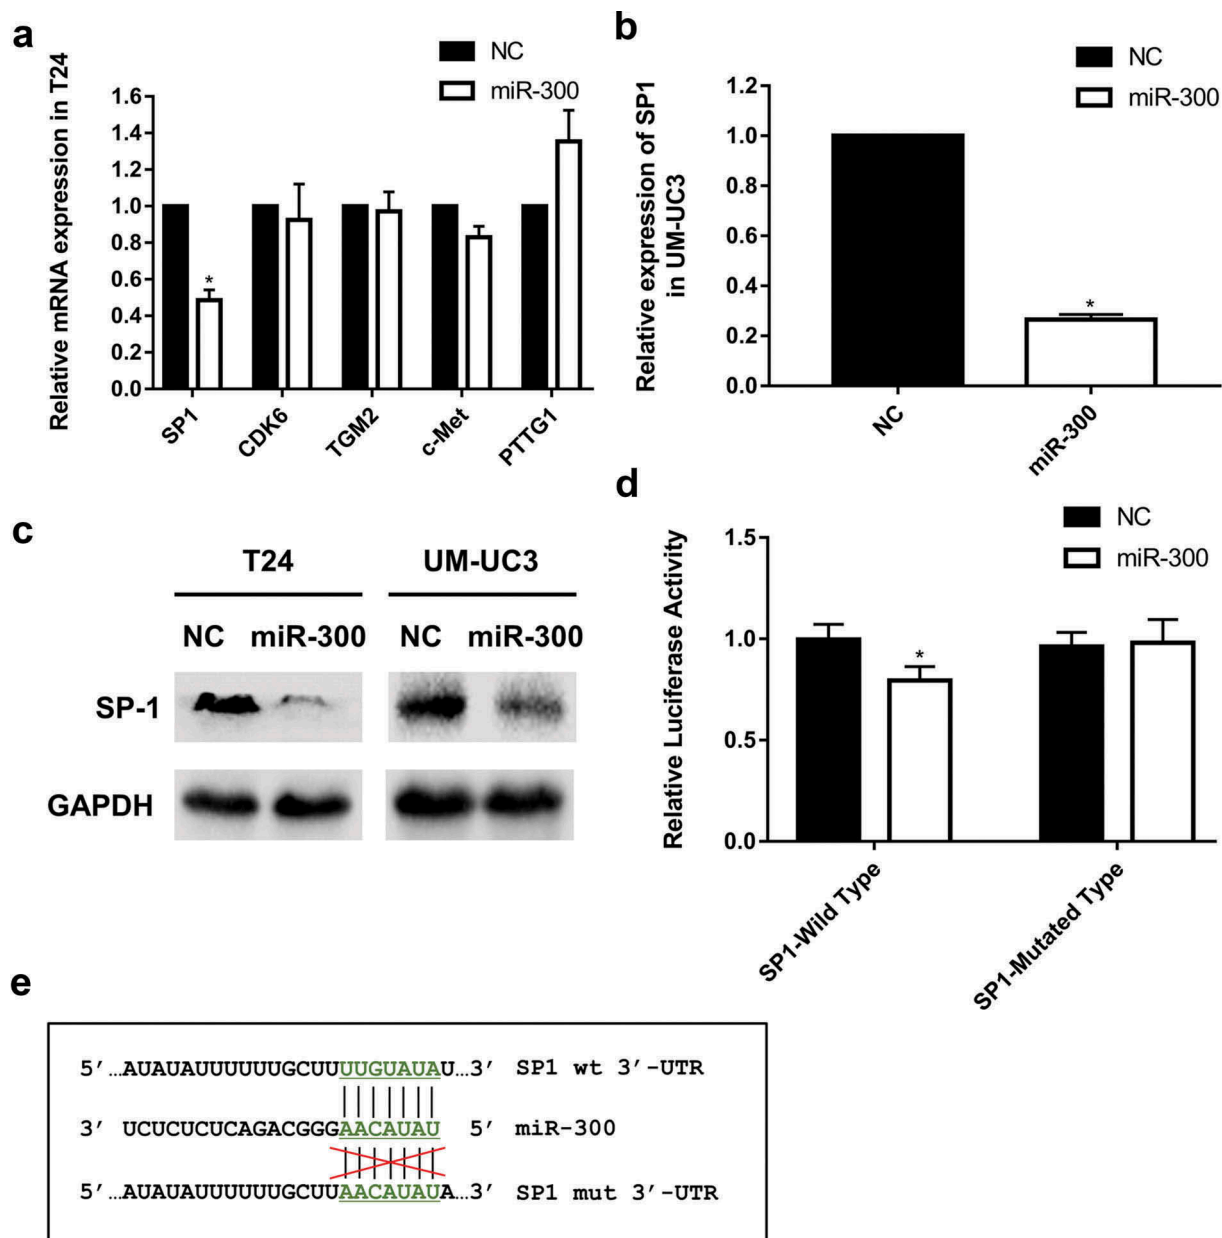 a
NC
miR-300
Relative mRNA expression in T24
1.6
1.4
1.2
1.0
0.8
0.6
0.4
0.2
0.0
*
SP1
CDK6
TGM2
c-Met
PTTG1
b
NC
miR-300
Relative expression of SP1
in UM-UC3
1.2
1.0
0.8
0.6
0.4
0.2
0.0
*
NC
miR-300
c
T24 UM-UC3
NC miR-300 NC miR-300
SP-1
GAPDH
d
NC
miR-300
Relative Luciferase Activity
1.5
1.0
0.5
0.0
*
SP1-Wild Type
SP1-Mutated Type
e
5′…AUAUAUUUUUUGCUUUUGUAUAU…3′ SP1 wt 3′-UTR
3′ UCUCUCUCAGACGGGAACAUAU 5′ miR-300
5′…AUAUAUUUUUUGCUUAACAUAUA…3′ SP1 mut 3′-UTR